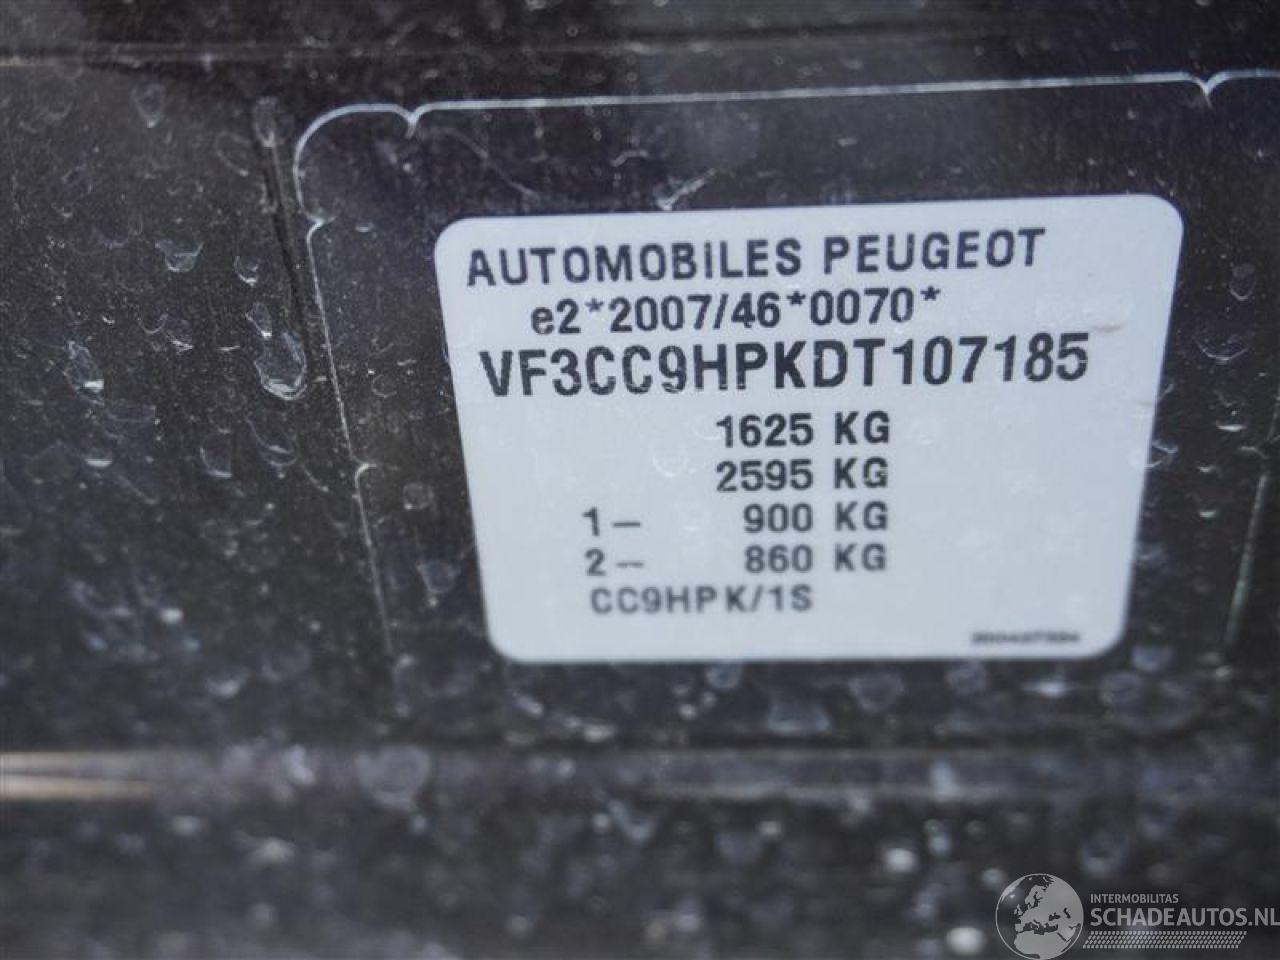 AUTOMOBILES PEUGEOT
e2*2007/46*0070*
VF3CC9HPKDT107185
1625 KG
2595 KG
1- 900 KG
2-- 860 KG
CC9HPK/1S
INTERMOBILITAS
SCHADEAUTOS.NL